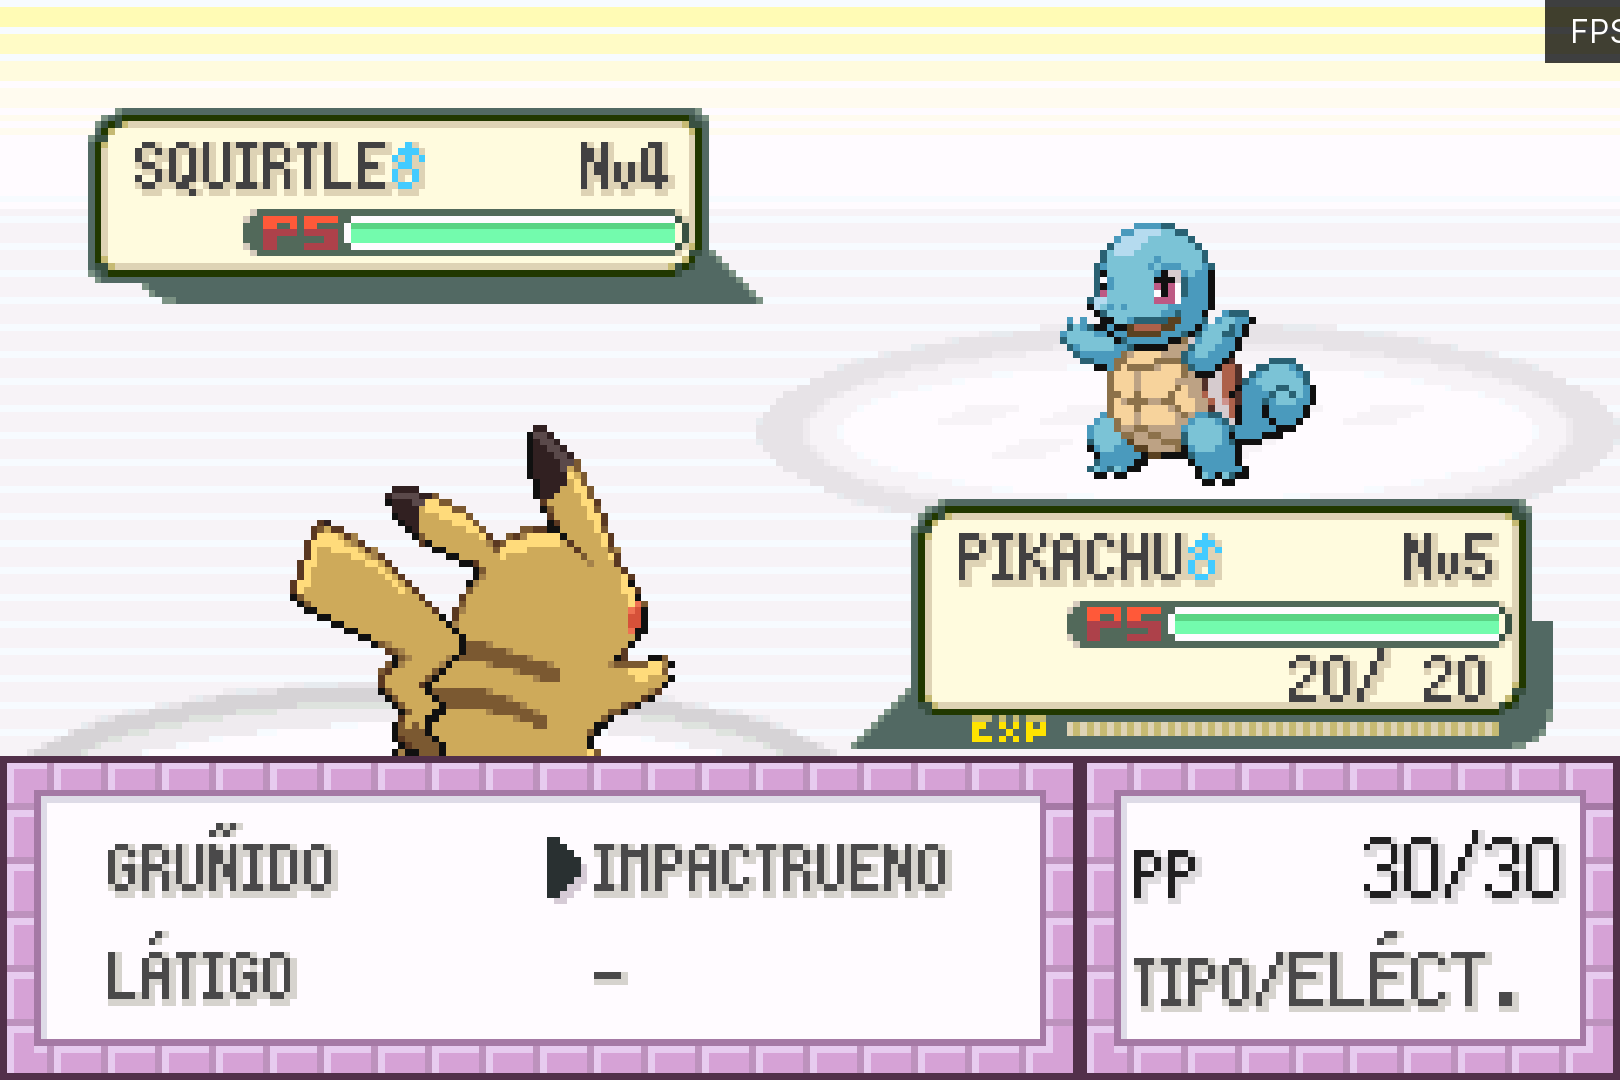 FPS
SQUIRTLE♂ Nv4
PS
PIKACHU♂ Nv5
PS
20/ 20
EXP
GRUÑIDO IMPACTRUENO
LÁTIGO -
PP 30/30
TIPO/ELÉCT.